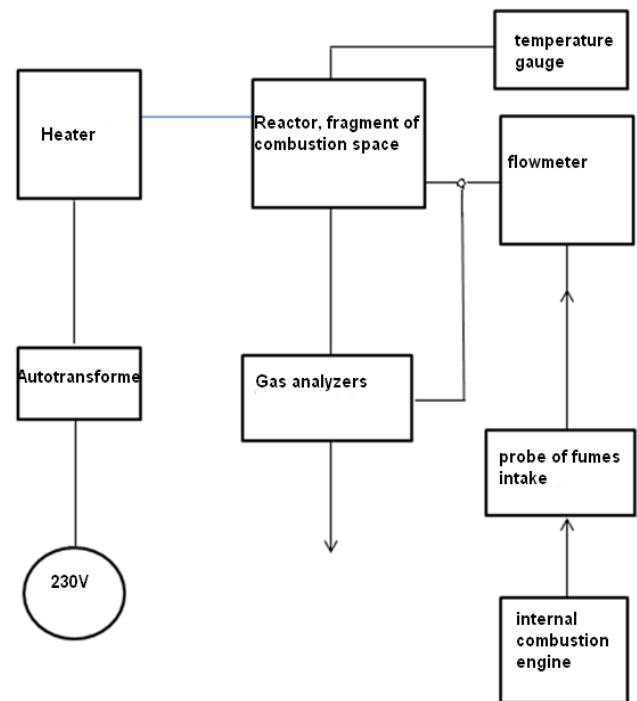 temperature
gauge
Heater
Reactor, fragment of
combustion space
flowmeter
Autotransforme
Gas analyzers
probe of fumes
intake
230V
internal
combustion
engine